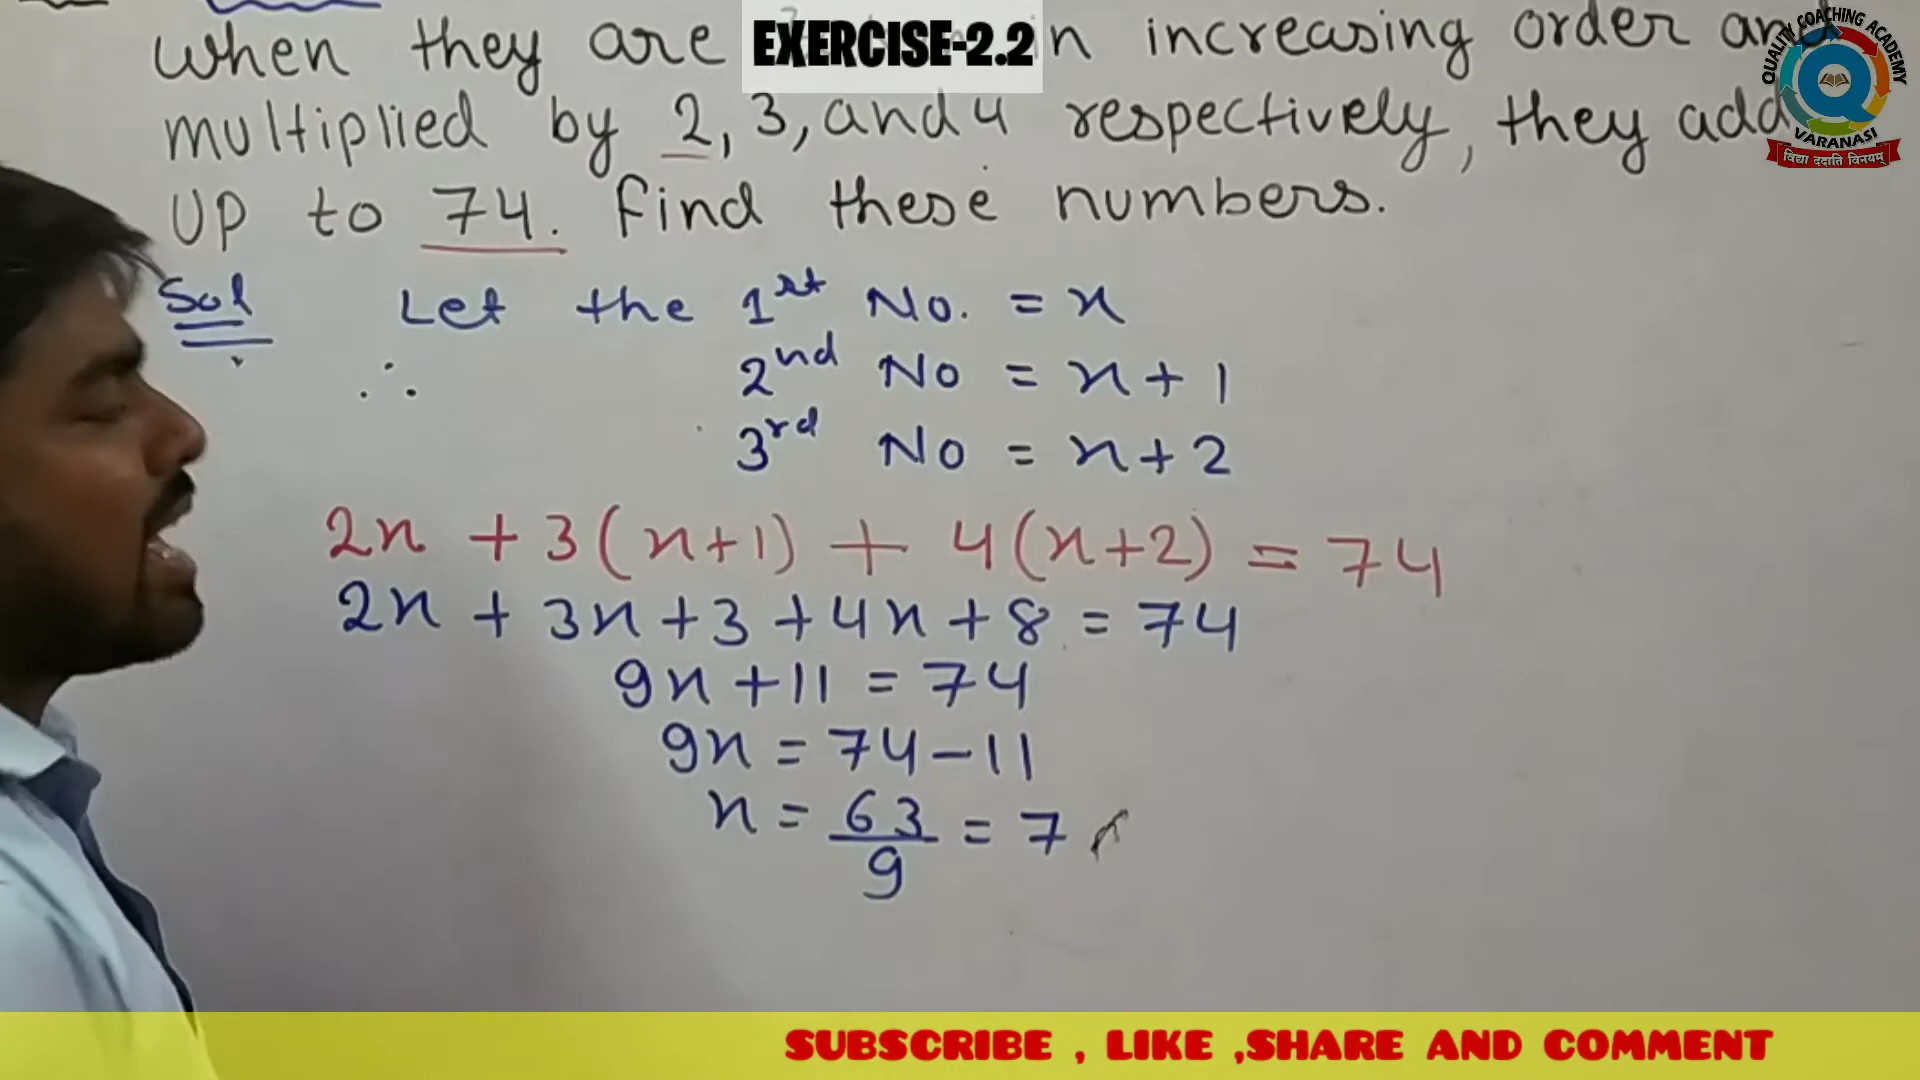 when they are in increasing order and
EXERCISE-2.2
multiplied by 2, 3, and 4 respectively, they add
up to 74. Find these numbers.
Sol Let the 1st No. = x
∴ 2nd No = x + 1
3rd No = x + 2
2x + 3(x+1) + 4(x+2) = 74
2x + 3x + 3 + 4x + 8 = 74
9x + 11 = 74
9x = 74 - 11
x = 63/9 = 7
QUALITY COACHING ACADEMY
VARANASI
विद्या ददाति विनयम्
SUBSCRIBE , LIKE ,SHARE AND COMMENT